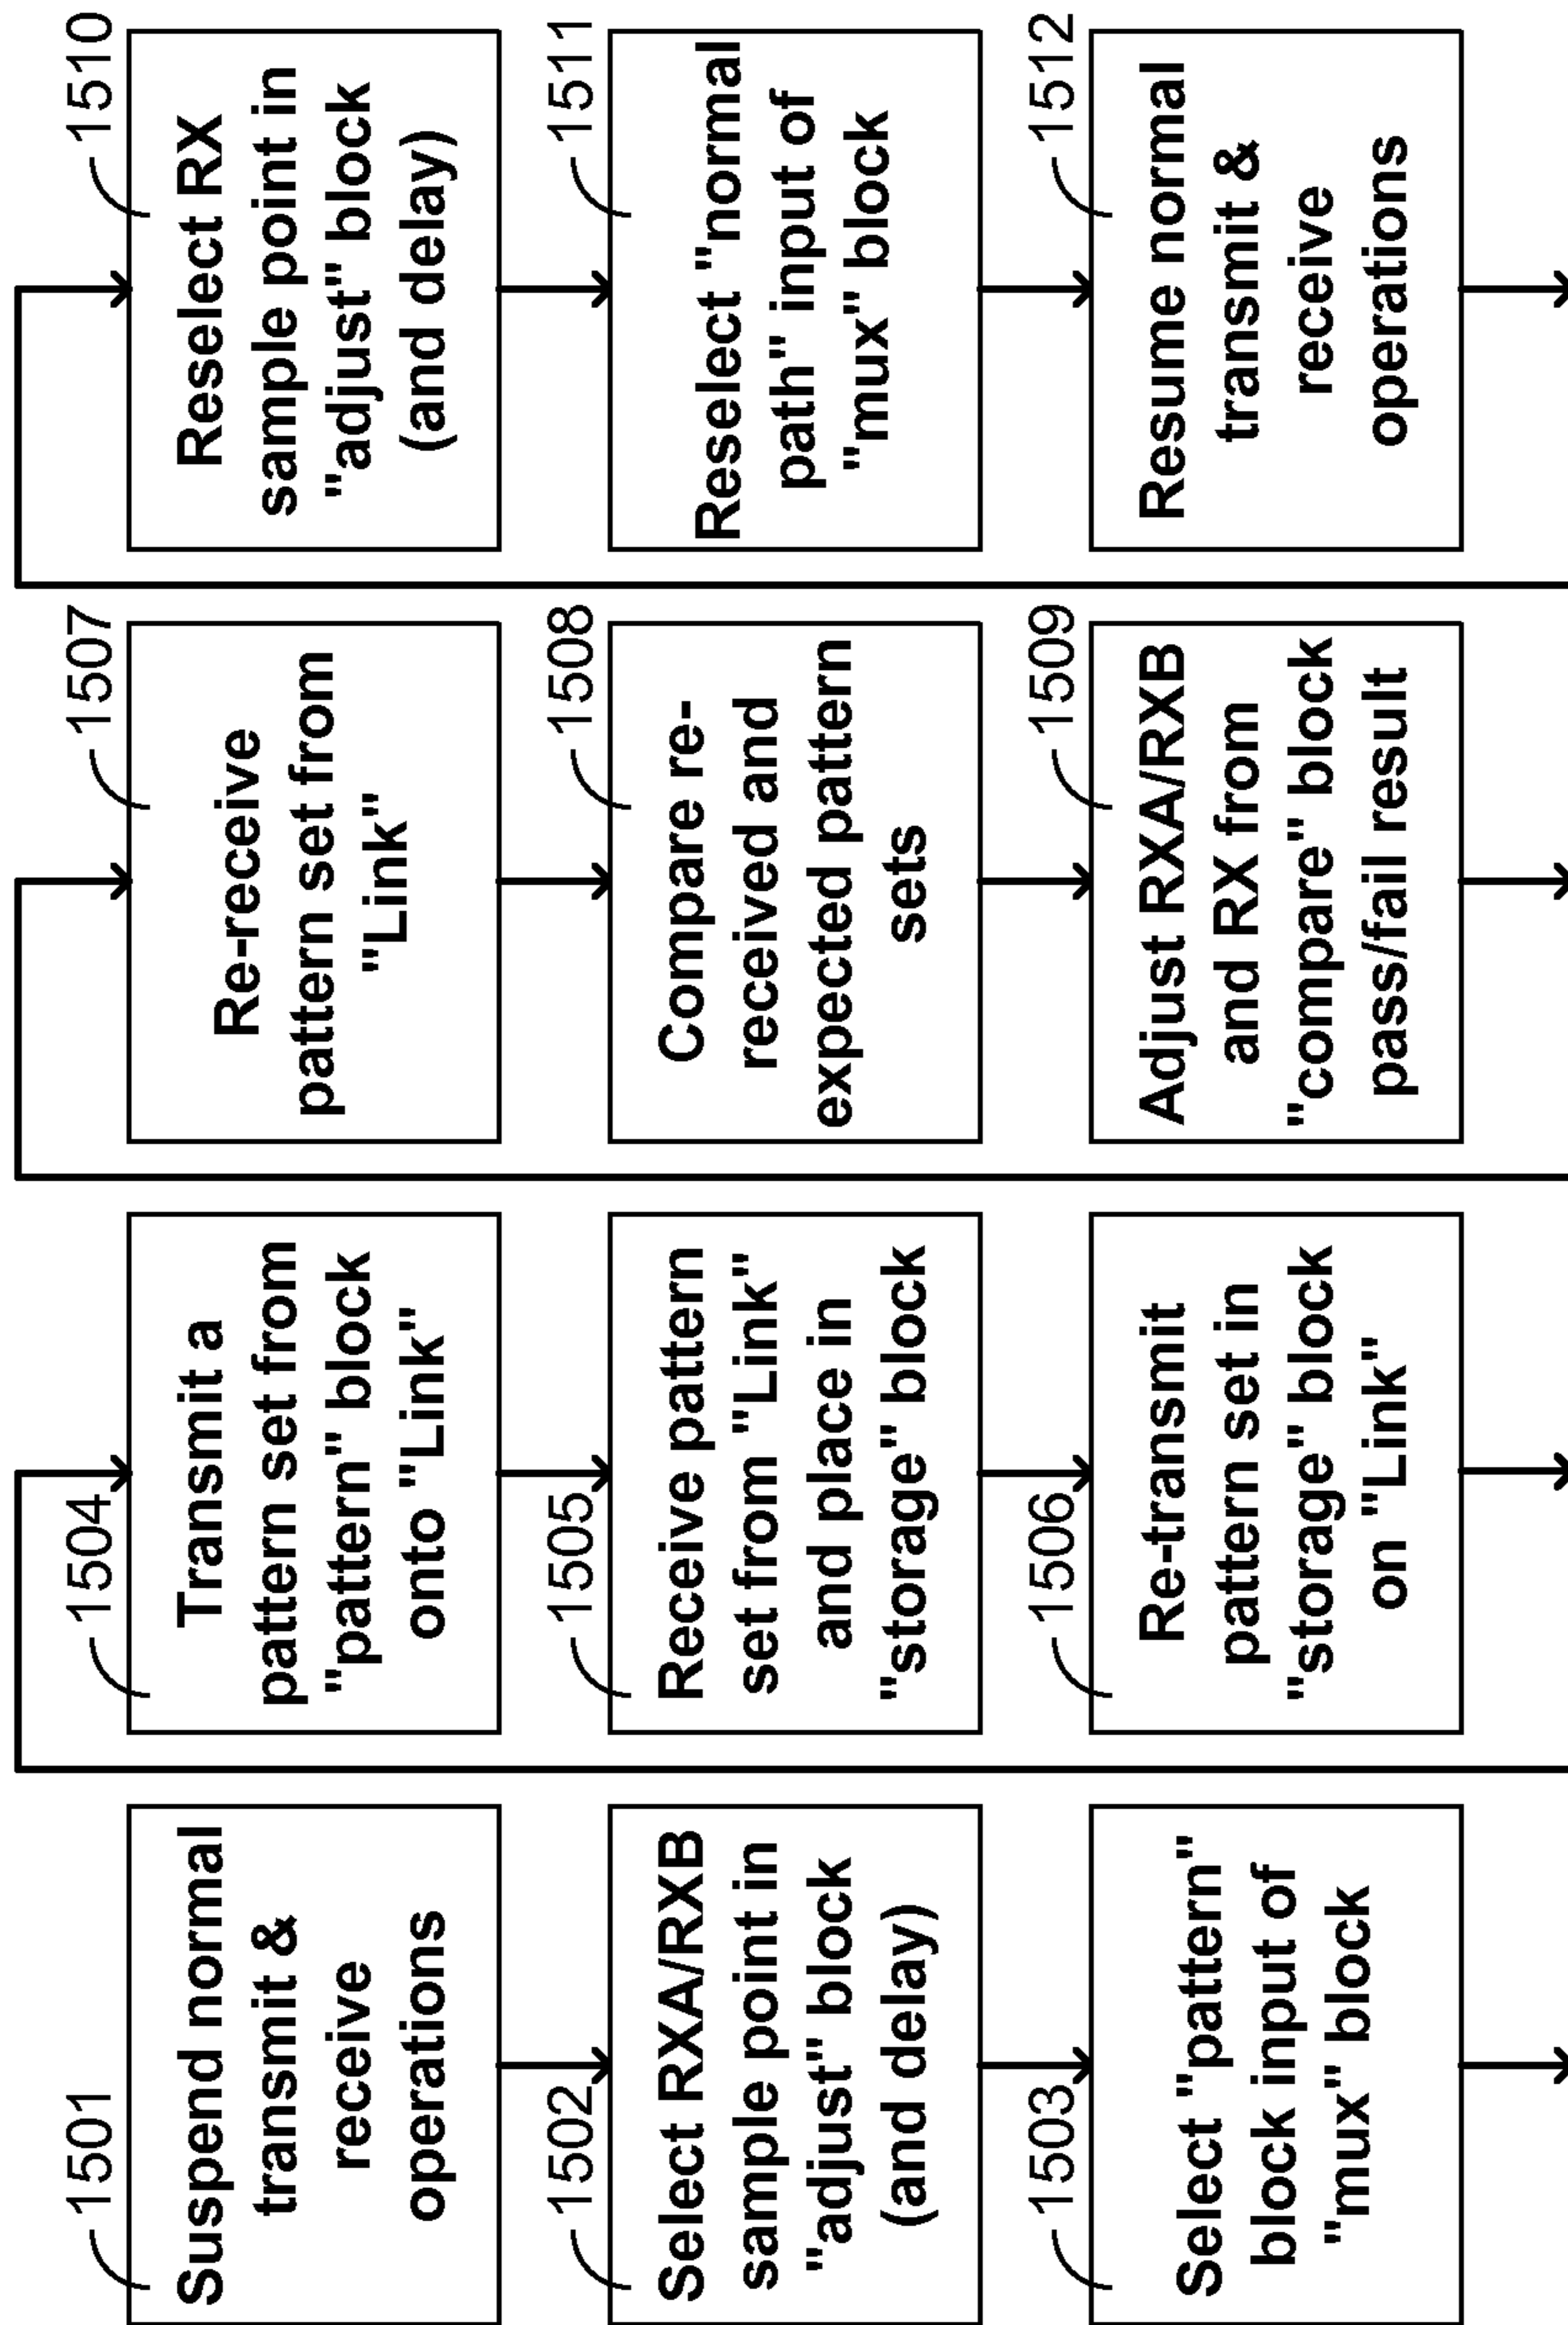 1501
Suspend normal
transmit &
receive
operations
1502
Select RXA/RXB
sample point in
"adjust" block
(and delay)
1503
Select "pattern"
block input of
"mux" block
1504
Transmit a
pattern set from
"pattern" block
onto "Link"
1505
Receive pattern
set from "Link"
and place in
"storage" block
1506
Re-transmit
pattern set in
"storage" block
on "Link"
1507
Re-receive
pattern set from
"Link"
1508
Compare re-
received and
expected pattern
sets
1509
Adjust RXA/RXB
and RX from
"compare" block
pass/fail result
1510
Reselect RX
sample point in
"adjust" block
(and delay)
1511
Reselect "normal
path" input of
"mux" block
1512
Resume normal
transmit &
receive
operations